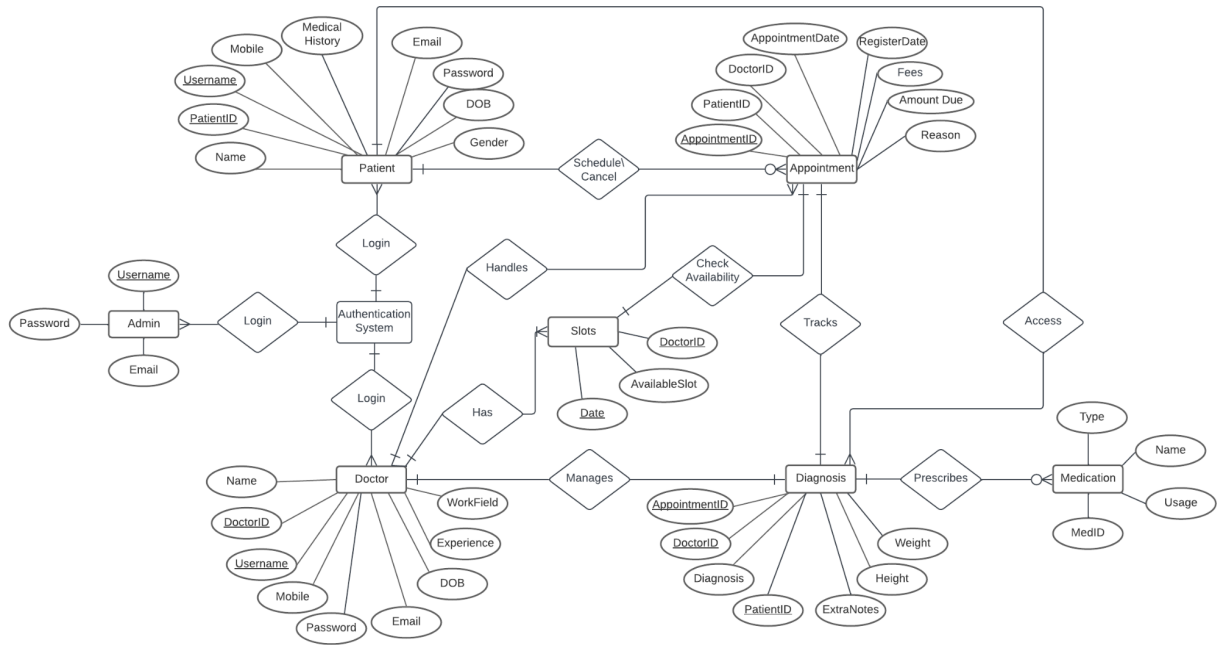 Medical
History
Mobile
Email
Username
Password
PatientID
DOB
Name
Gender
Patient
Schedule\
Cancel
AppointmentDate
RegisterDate
DoctorID
Fees
PatientID
Amount Due
AppointmentID
Reason
Appointment
Login
Handles
Check
Availability
Username
Password
Admin
Login
Authentication
System
Email
Slots
DoctorID
AvailableSlot
Date
Tracks
Access
Login
Has
Type
Name
Name
Doctor
WorkField
DoctorID
Experience
Username
DOB
Mobile
Email
Password
Manages
Diagnosis
Prescribes
Medication
Usage
MedID
AppointmentID
Weight
DoctorID
Height
Diagnosis
PatientID
ExtraNotes